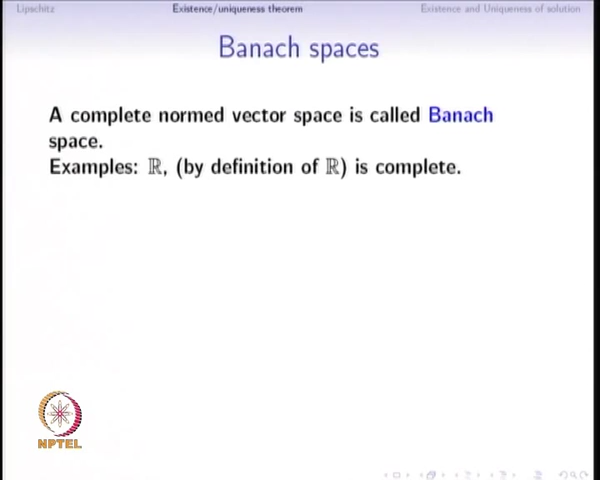 Lipschitz Existence/uniqueness theorem Existence and Uniqueness of solution
Banach spaces
A complete normed vector space is called Banach
space.
Examples: ℝ, (by definition of ℝ) is complete.
NPTEL